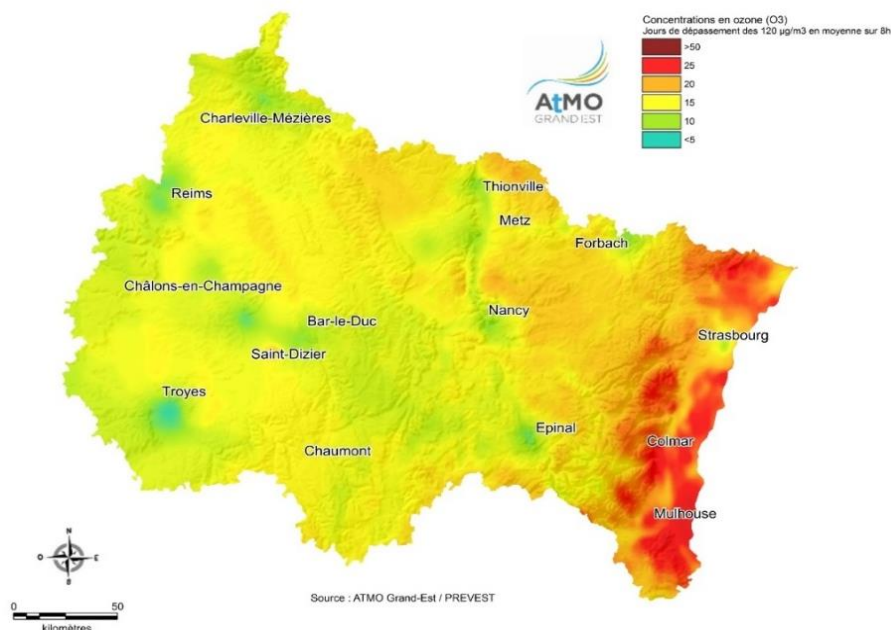 Concentrations en ozone (O3)
Jours de dépassement des 120 µg/m3 en moyenne sur 8h
>50
25
20
15
10
<5
AtMO
GRAND EST
Charleville-Mézières
Thionville
Reims
Metz
Forbach
Châlons-en-Champagne
Nancy
Bar-le-Duc
Strasbourg
Saint-Dizier
Troyes
Epinal
Colmar
Chaumont
Mulhouse
N
O
E
S
Source : ATMO Grand-Est / PREVEST
0 50
kilomètres